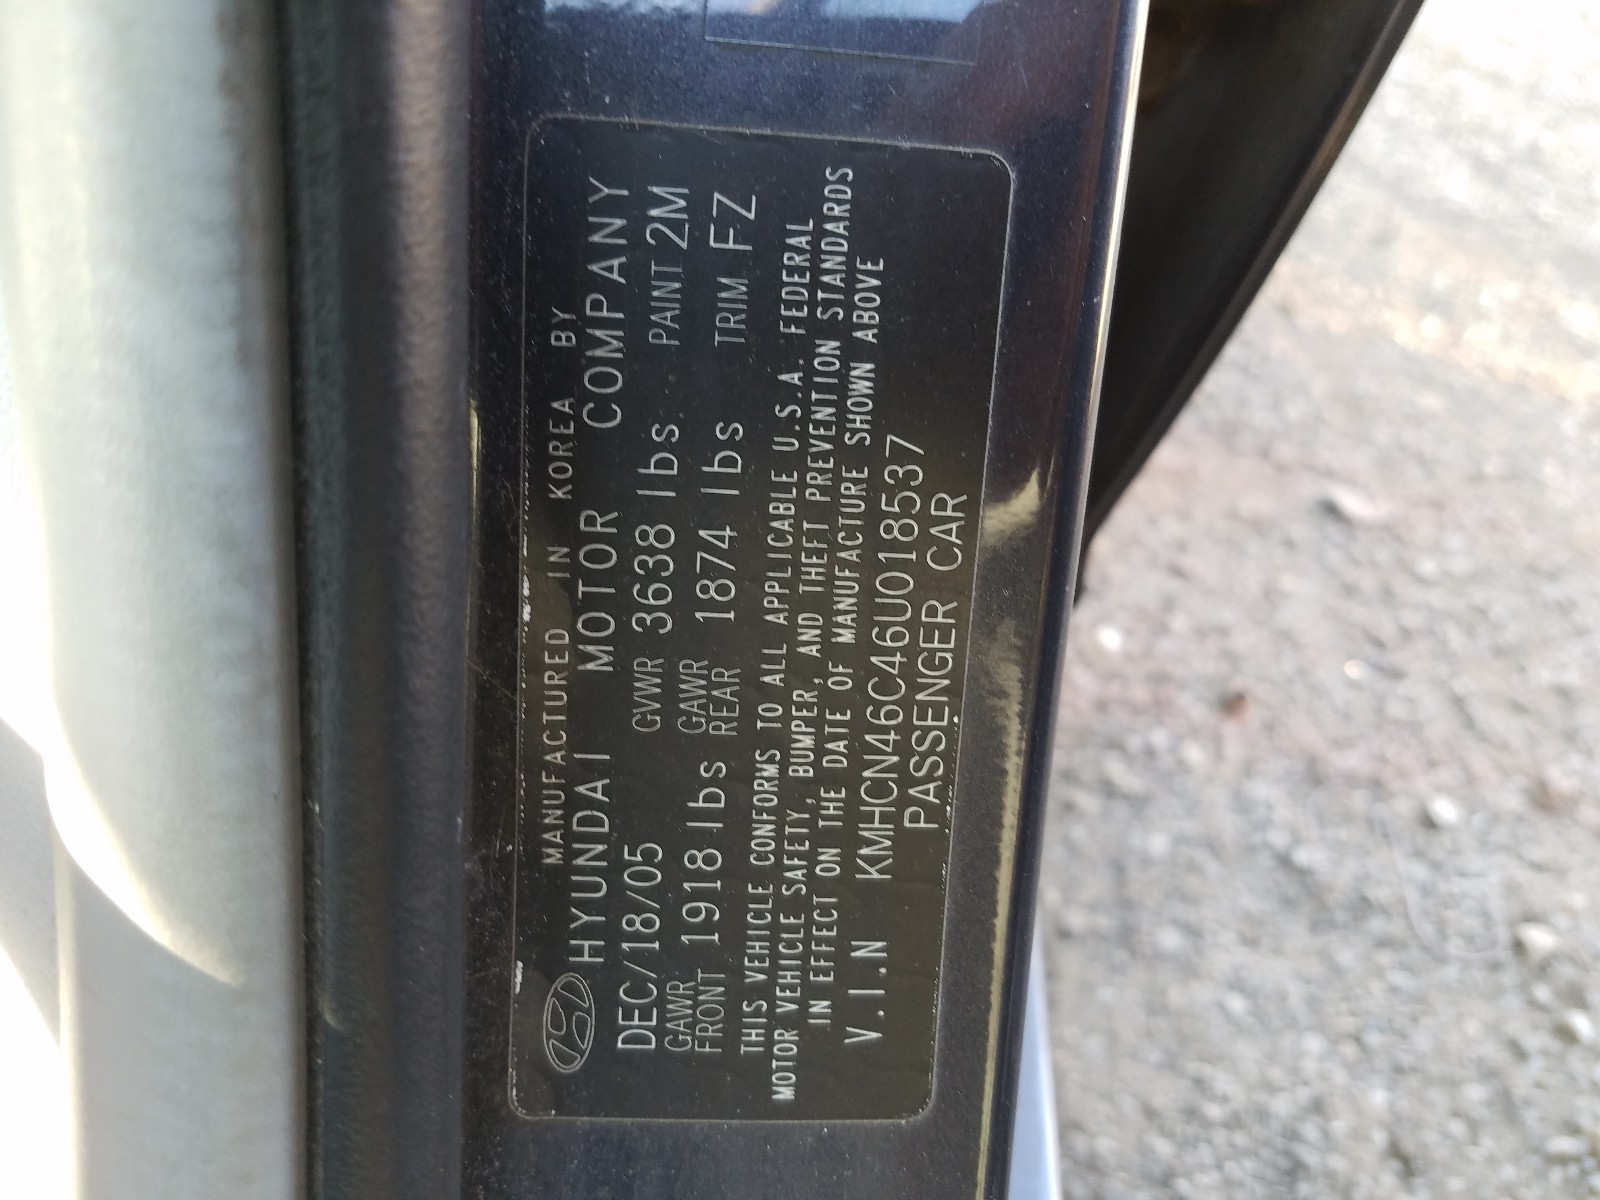 MANUFACTURED IN KOREA BY
HYUNDAI MOTOR COMPANY
DEC/18/05 GVWR 3638 lbs. PAINT 2M
GAWR FRONT 1918 lbs GAWR REAR 1874 lbs TRIM FZ
THIS VEHICLE CONFORMS TO ALL APPLICABLE U.S.A. FEDERAL
MOTOR VEHICLE SAFETY, BUMPER, AND THEFT PREVENTION STANDARDS
IN EFFECT ON THE DATE OF MANUFACTURE SHOWN ABOVE
V.I.N KMHCN46C46U018537
PASSENGER CAR